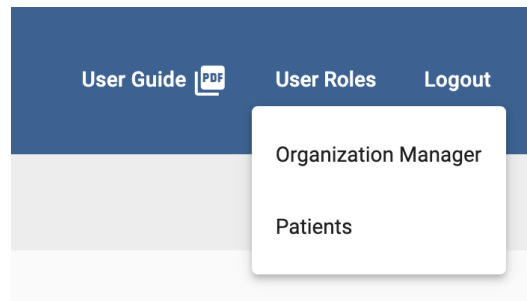 User Guide PDF User Roles Logout
Organization Manager
Patients